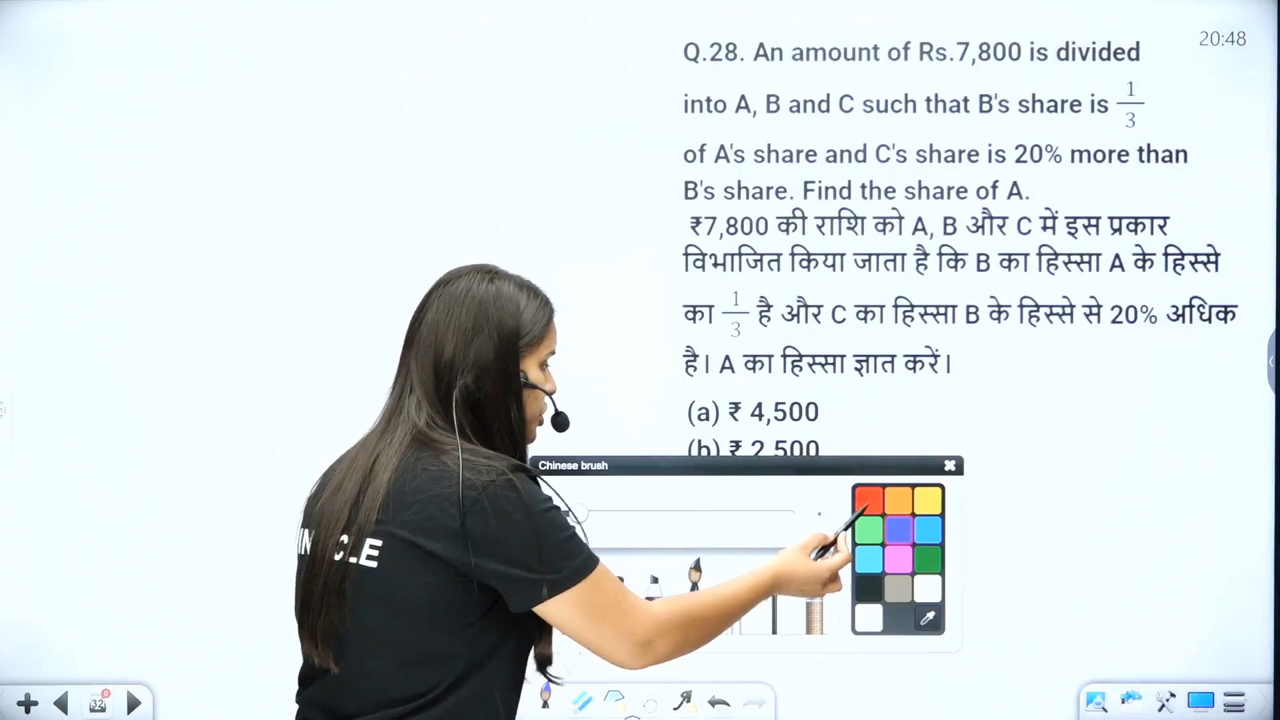 20:48
Q.28. An amount of Rs.7,800 is divided
into A, B and C such that B's share is 1/3
of A's share and C's share is 20% more than
B's share. Find the share of A.
₹7,800 की राशि को A, B और C में इस प्रकार
विभाजित किया जाता है कि B का हिस्सा A के हिस्से
का 1/3 है और C का हिस्सा B के हिस्से से 20% अधिक
है। A का हिस्सा ज्ञात करें।
(a) ₹ 4,500
(b) ₹ 2,500
Chinese brush
32